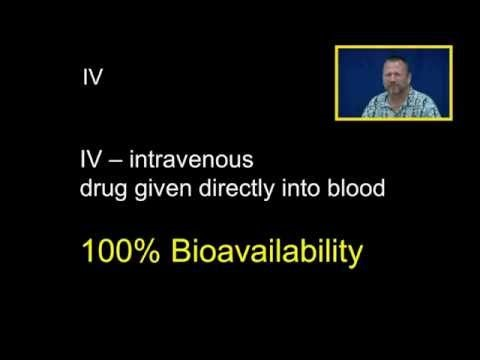 IV
IV – intravenous
drug given directly into blood
100% Bioavailability